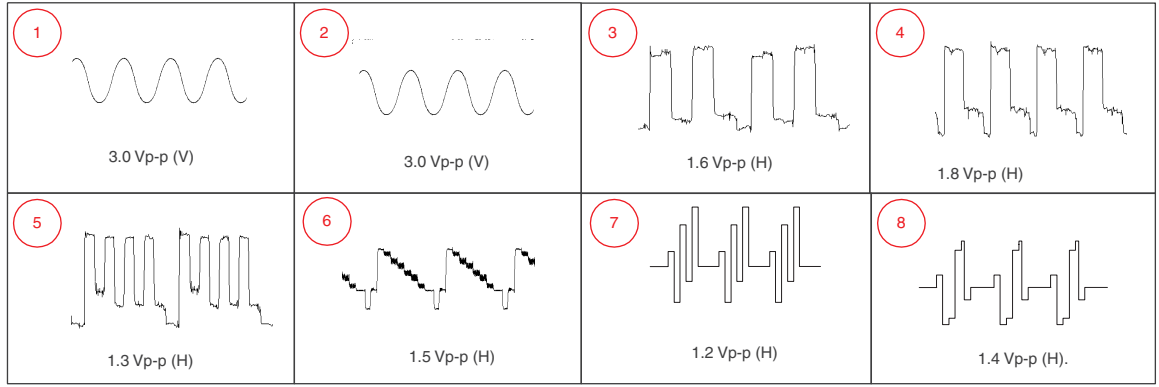 1
3.0 Vp-p (V)
2
3.0 Vp-p (V)
3
1.6 Vp-p (H)
4
1.8 Vp-p (H)
5
1.3 Vp-p (H)
6
1.5 Vp-p (H)
7
1.2 Vp-p (H)
8
1.4 Vp-p (H).